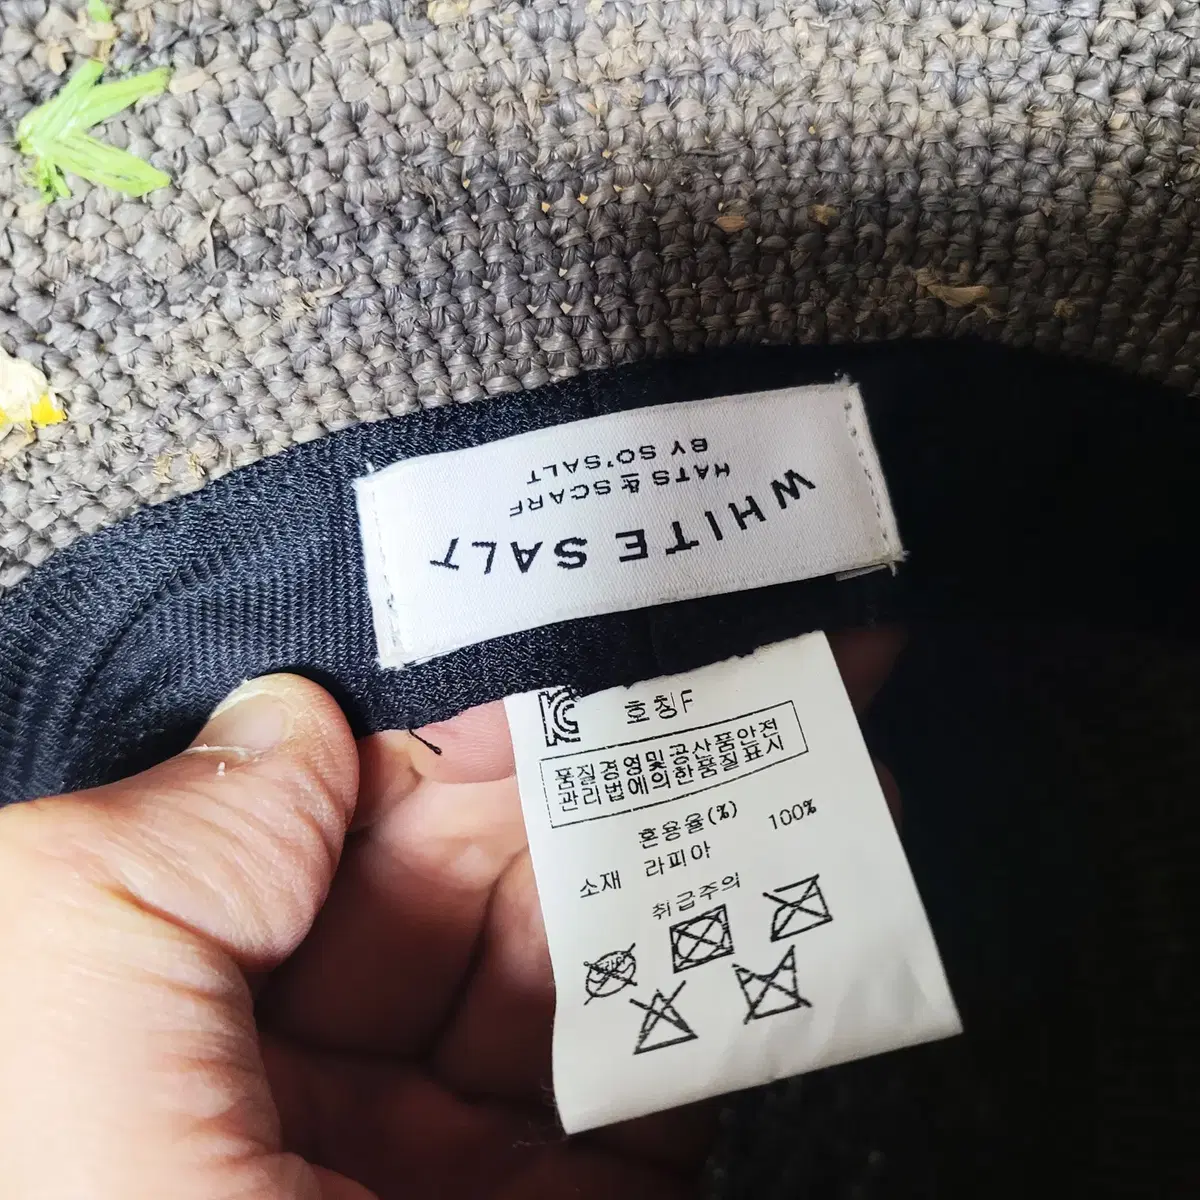 WHITE SALT
HATS & SCARF
BY SO'SALT
호칭F
품질경영및공산품안전
관리법에의한품질표시
혼용율(%)
소재 라피아 100%
취급주의